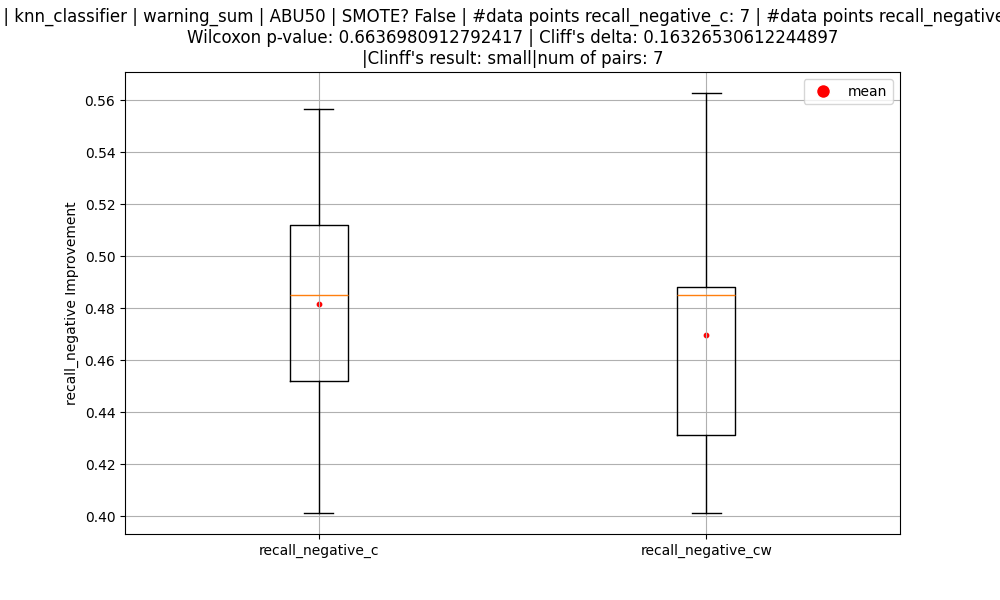 | knn_classifier | warning_sum | ABU50 | SMOTE? False | #data points recall_negative_c: 7 | #data points recall_negative
Wilcoxon p-value: 0.6636980912792417 | Cliff's delta: 0.16326530612244897
|Clinff's result: small|num of pairs: 7
mean
0.56
0.54
0.52
0.50
0.48
0.46
0.44
0.42
0.40
recall_negative Improvement
recall_negative_c
recall_negative_cw